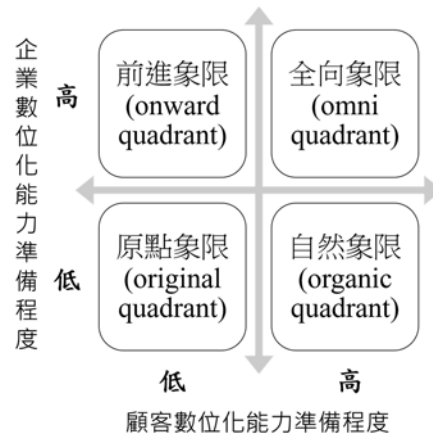 企業數位化能力準備程度
高
前進象限
(onward
quadrant)
全向象限
(omni
quadrant)
低
原點象限
(original
quadrant)
自然象限
(organic
quadrant)
低
高
顧客數位化能力準備程度